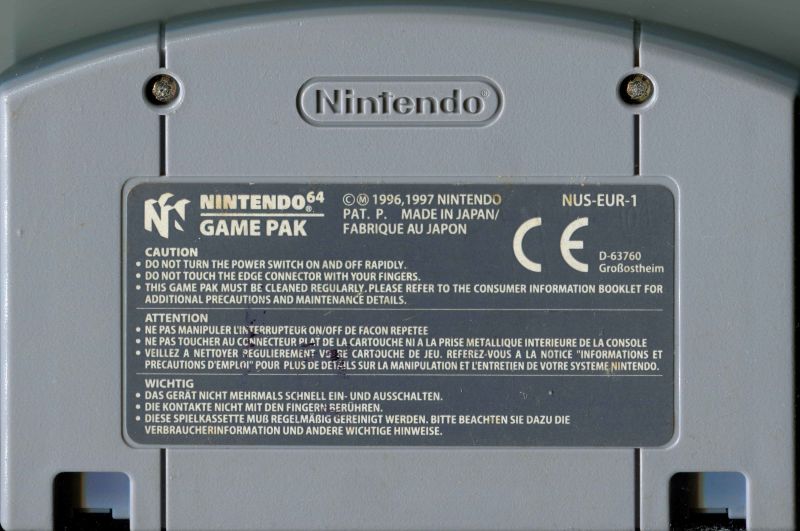 Nintendo®
NINTENDO®64
GAME PAK
©Ⓜ 1996,1997 NINTENDO
PAT. P. MADE IN JAPAN/
FABRIQUE AU JAPON
NUS-EUR-1
CE
D-63760
Großostheim
CAUTION
• DO NOT TURN THE POWER SWITCH ON AND OFF RAPIDLY.
• DO NOT TOUCH THE EDGE CONNECTOR WITH YOUR FINGERS.
• THIS GAME PAK MUST BE CLEANED REGULARLY. PLEASE REFER TO THE CONSUMER INFORMATION BOOKLET FOR
ADDITIONAL PRECAUTIONS AND MAINTENANCE DETAILS.
ATTENTION
• NE PAS MANIPULER L'INTERRUPTEUR ON/OFF DE FACON REPETEE
• NE PAS TOUCHER AU CONNECTEUR PLAT DE LA CARTOUCHE NI A LA PRISE METALLIQUE INTERIEURE DE LA CONSOLE
• VEILLEZ A NETTOYER REGULIEREMENT VOTRE CARTOUCHE DE JEU. REFEREZ-VOUS A LA NOTICE "INFORMATIONS ET
PRECAUTIONS D'EMPLOI" POUR PLUS DE DETAILS SUR LA MANIPULATION ET L'ENTRETIEN DE VOTRE SYSTEME NINTENDO.
WICHTIG
• DAS GERÄT NICHT MEHRMALS SCHNELL EIN- UND AUSSCHALTEN.
• DIE KONTAKTE NICHT MIT DEN FINGERN BERÜHREN.
• DIESE SPIELKASSETTE MUß REGELMÄßIG GEREINIGT WERDEN. BITTE BEACHTEN SIE DAZU DIE
VERBRAUCHERINFORMATION UND ANDERE WICHTIGE HINWEISE.